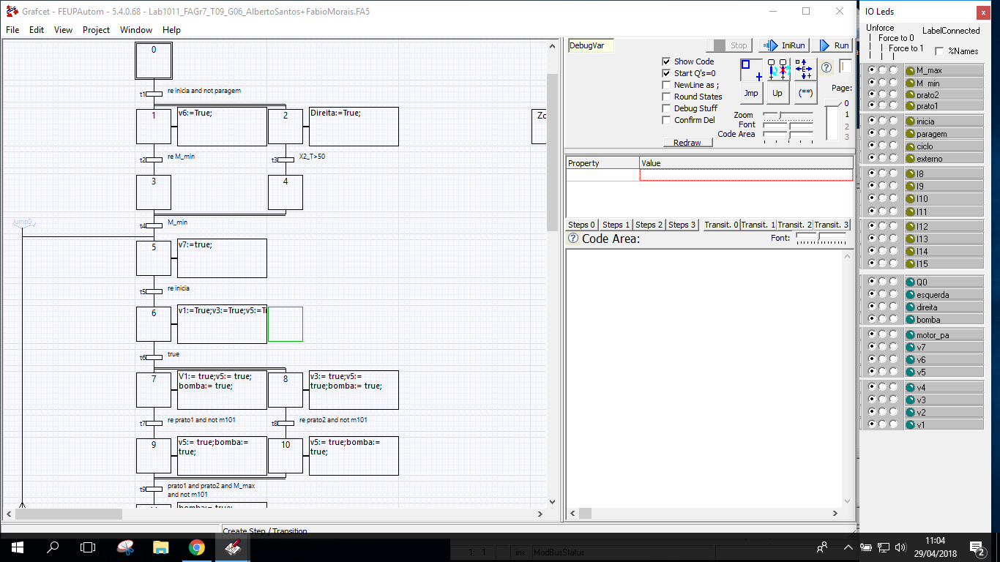 Grafcet - FEUPAutom - 5.4.0.68 - Lab1011_FAGr7_T09_G06_AlbertoSantos+FabioMorais.FA5
File Edit View Project Window Help
0
t1 re inicia and not paragem
1 v6:=True; 2 Direita:=True;
t2 re M_min t3 X2_T>50
3 4
Jump0
t4 M_min
5 v7:=true;
t5 re inicia
6 v1:=True;v3:=True;v5:=Tr
t6 true
7 V1:= true;v5:= true; 8 v3:= true;v5:=
bomba:= true; true;bomba:= true;
t7 re prato1 and not m101 t8 re prato2 and not m101
9 v5:= true;bomba:= 10 v5:= true;bomba:=
true; true;
t9 prato1 and prato2 and M_max
and not m101
bomba:= true;
Zo
Create Step / Transition
DebugVar Stop IniRun Run
Show Code
Start Q's=0
NewLine as ;
Round States
Debug Stuff
Confirm Del
Redraw
Jmp Up (**)
Zoom
Font
Code Area
Page:
0
1
2
3
Property Value
Steps 0 Steps 1 Steps 2 Steps 3 Transit. 0 Transit. 1 Transit. 2 Transit. 3
Code Area: Font:
IO Leds
Unforce
Force to 0
Force to 1
LabelConnected
%Names
M_max
M_min
prato2
prato1
inicia
paragem
ciclo
externo
I8
I9
I10
I11
I12
I13
I14
I15
Q0
esquerda
direita
bomba
motor_pa
v7
v6
v5
v4
v3
v2
v1
1: 1 ins ModBusStatus
11:04
29/04/2018
2